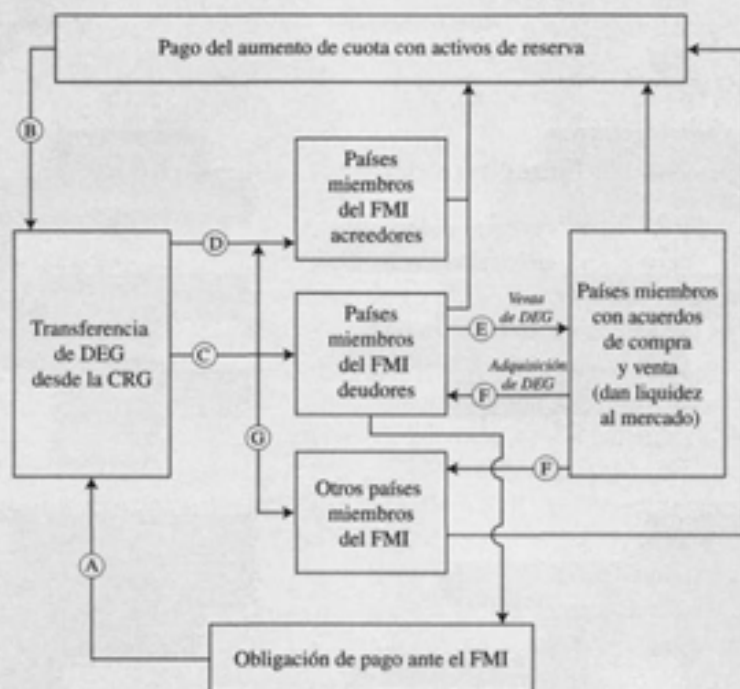 Pago del aumento de cuota con activos de reserva
B
Países
miembros
del FMI
acreedores
D
Transferencia
de DEG
desde la CRG
C
Países
miembros
del FMI
deudores
E
Ventas
de DEG
Adquisición
de DEG
F
Países miembros
con acuerdos
de compra
y venta
(dan liquidez
al mercado)
G
F
Otros países
miembros
del FMI
A
Obligación de pago ante el FMI